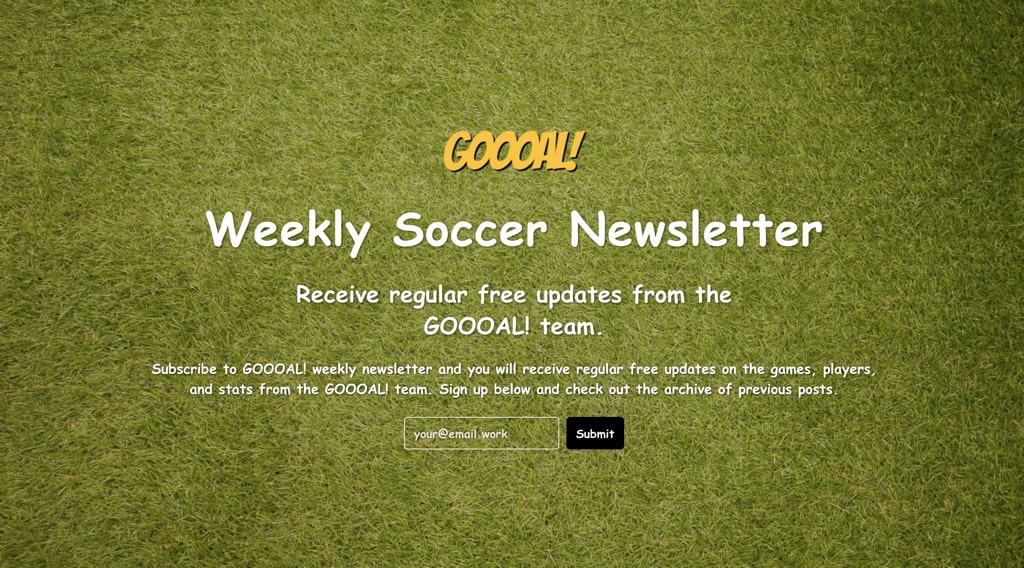 GOOOAL!
Weekly Soccer Newsletter
Receive regular free updates from the
GOOOAL! team.
Subscribe to GOOOAL! weekly newsletter and you will receive regular free updates on the games, players,
and stats from the GOOOAL! team. Sign up below and check out the archive of previous posts.
your@email.work Submit